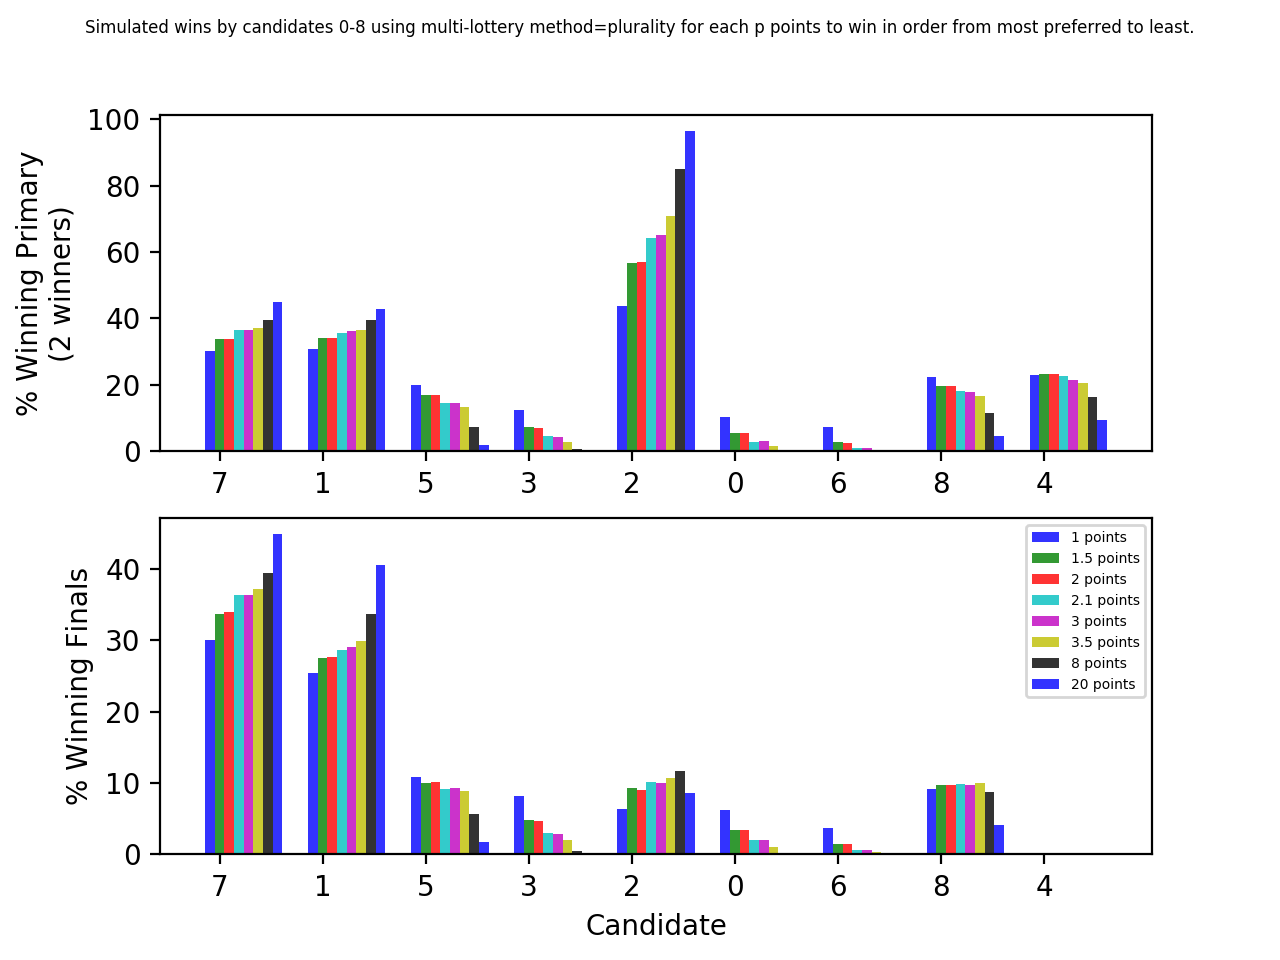 Simulated wins by candidates 0-8 using multi-lottery method=plurality for each p points to win in order from most preferred to least.
% Winning Primary
(2 winners)
100
80
60
40
20
0
7 1 5 3 2 0 6 8 4
% Winning Finals
40
30
20
10
0
1 points
1.5 points
2 points
2.1 points
3 points
3.5 points
8 points
20 points
7 1 5 3 2 0 6 8 4
Candidate